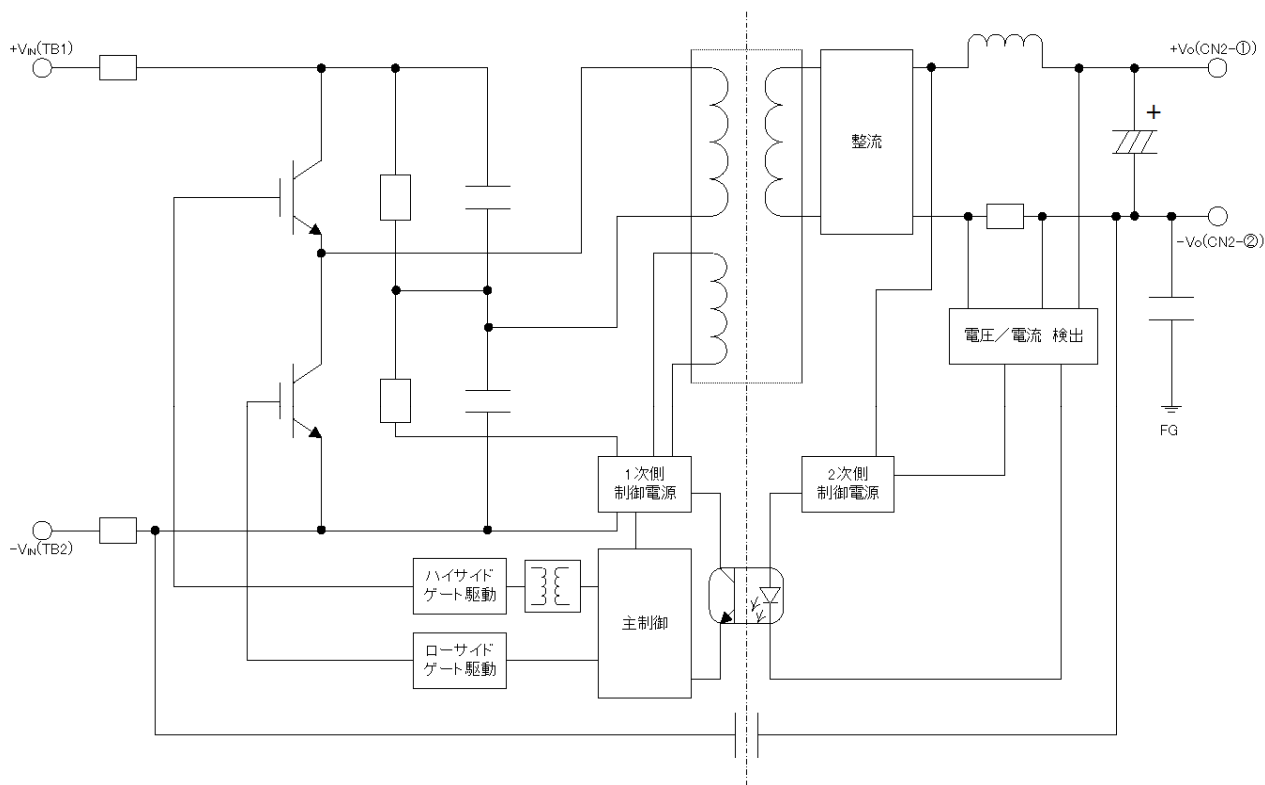 +VIN(TB1)
+Vo(CN2-①)
+
整流
-Vo(CN2-②)
電圧／電流 検出
FG
1次側
制御電源
2次側
制御電源
-VIN(TB2)
ハイサイド
ゲート駆動
主制御
ローサイド
ゲート駆動